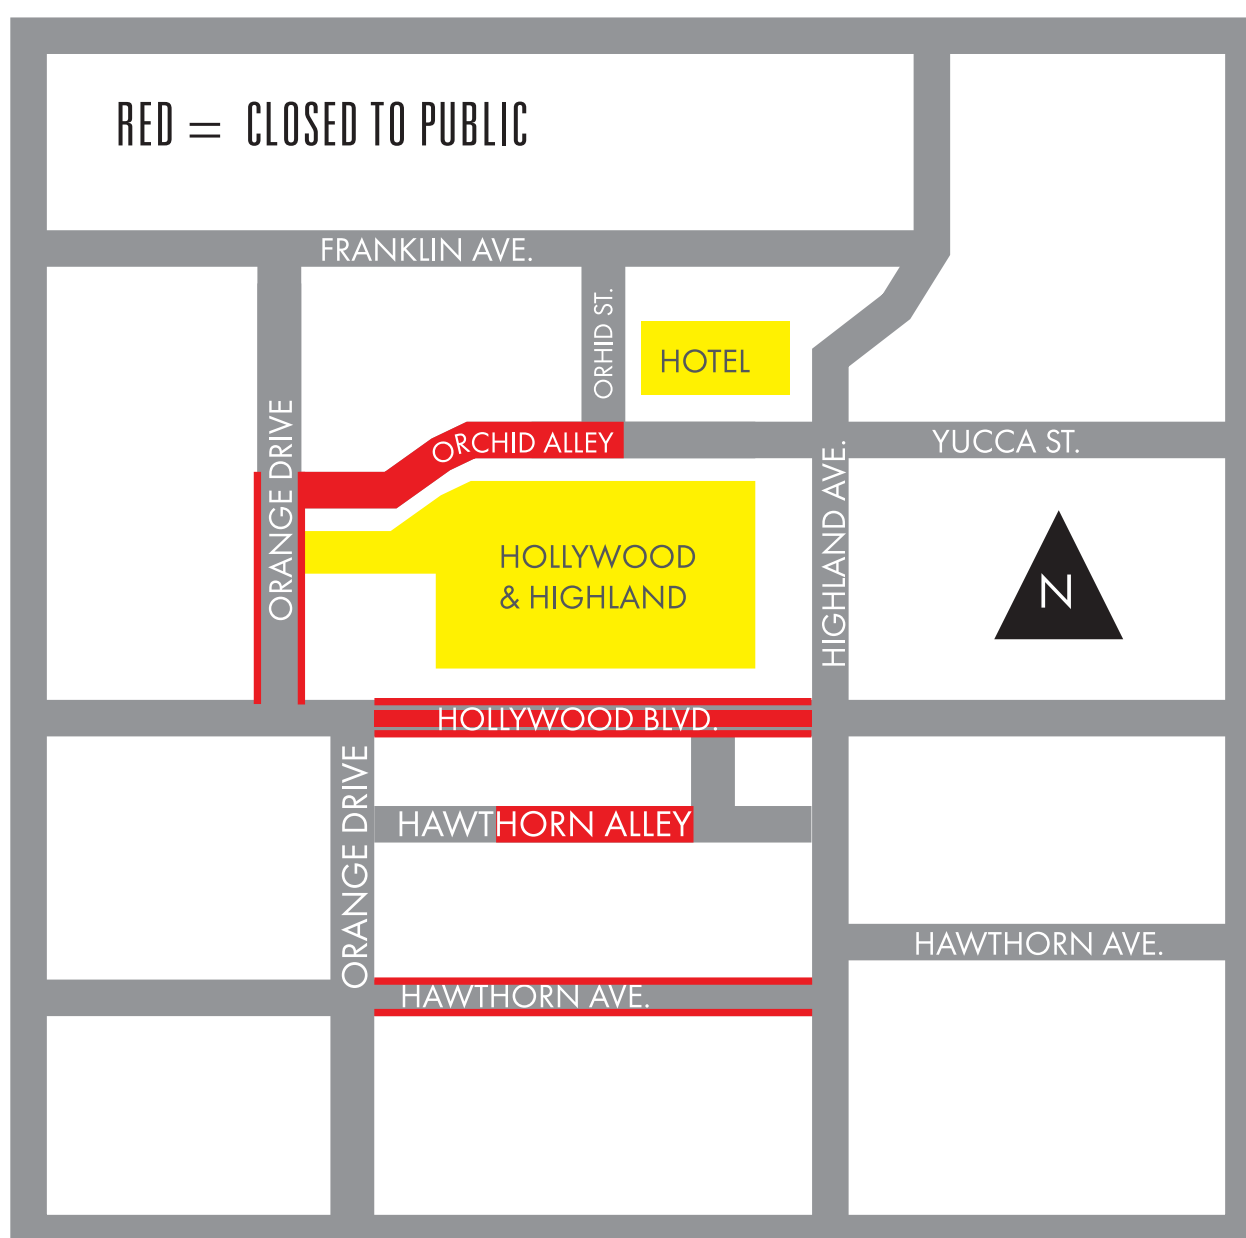 RED = CLOSED TO PUBLIC
FRANKLIN AVE.
ORHID ST.
HOTEL
ORANGE DRIVE
ORCHID ALLEY
YUCCA ST.
HIGHLAND AVE.
HOLLYWOOD
& HIGHLAND
N
HOLLYWOOD BLVD.
ORANGE DRIVE
HAWTHORN ALLEY
HAWTHORN AVE.
HAWTHORN AVE.